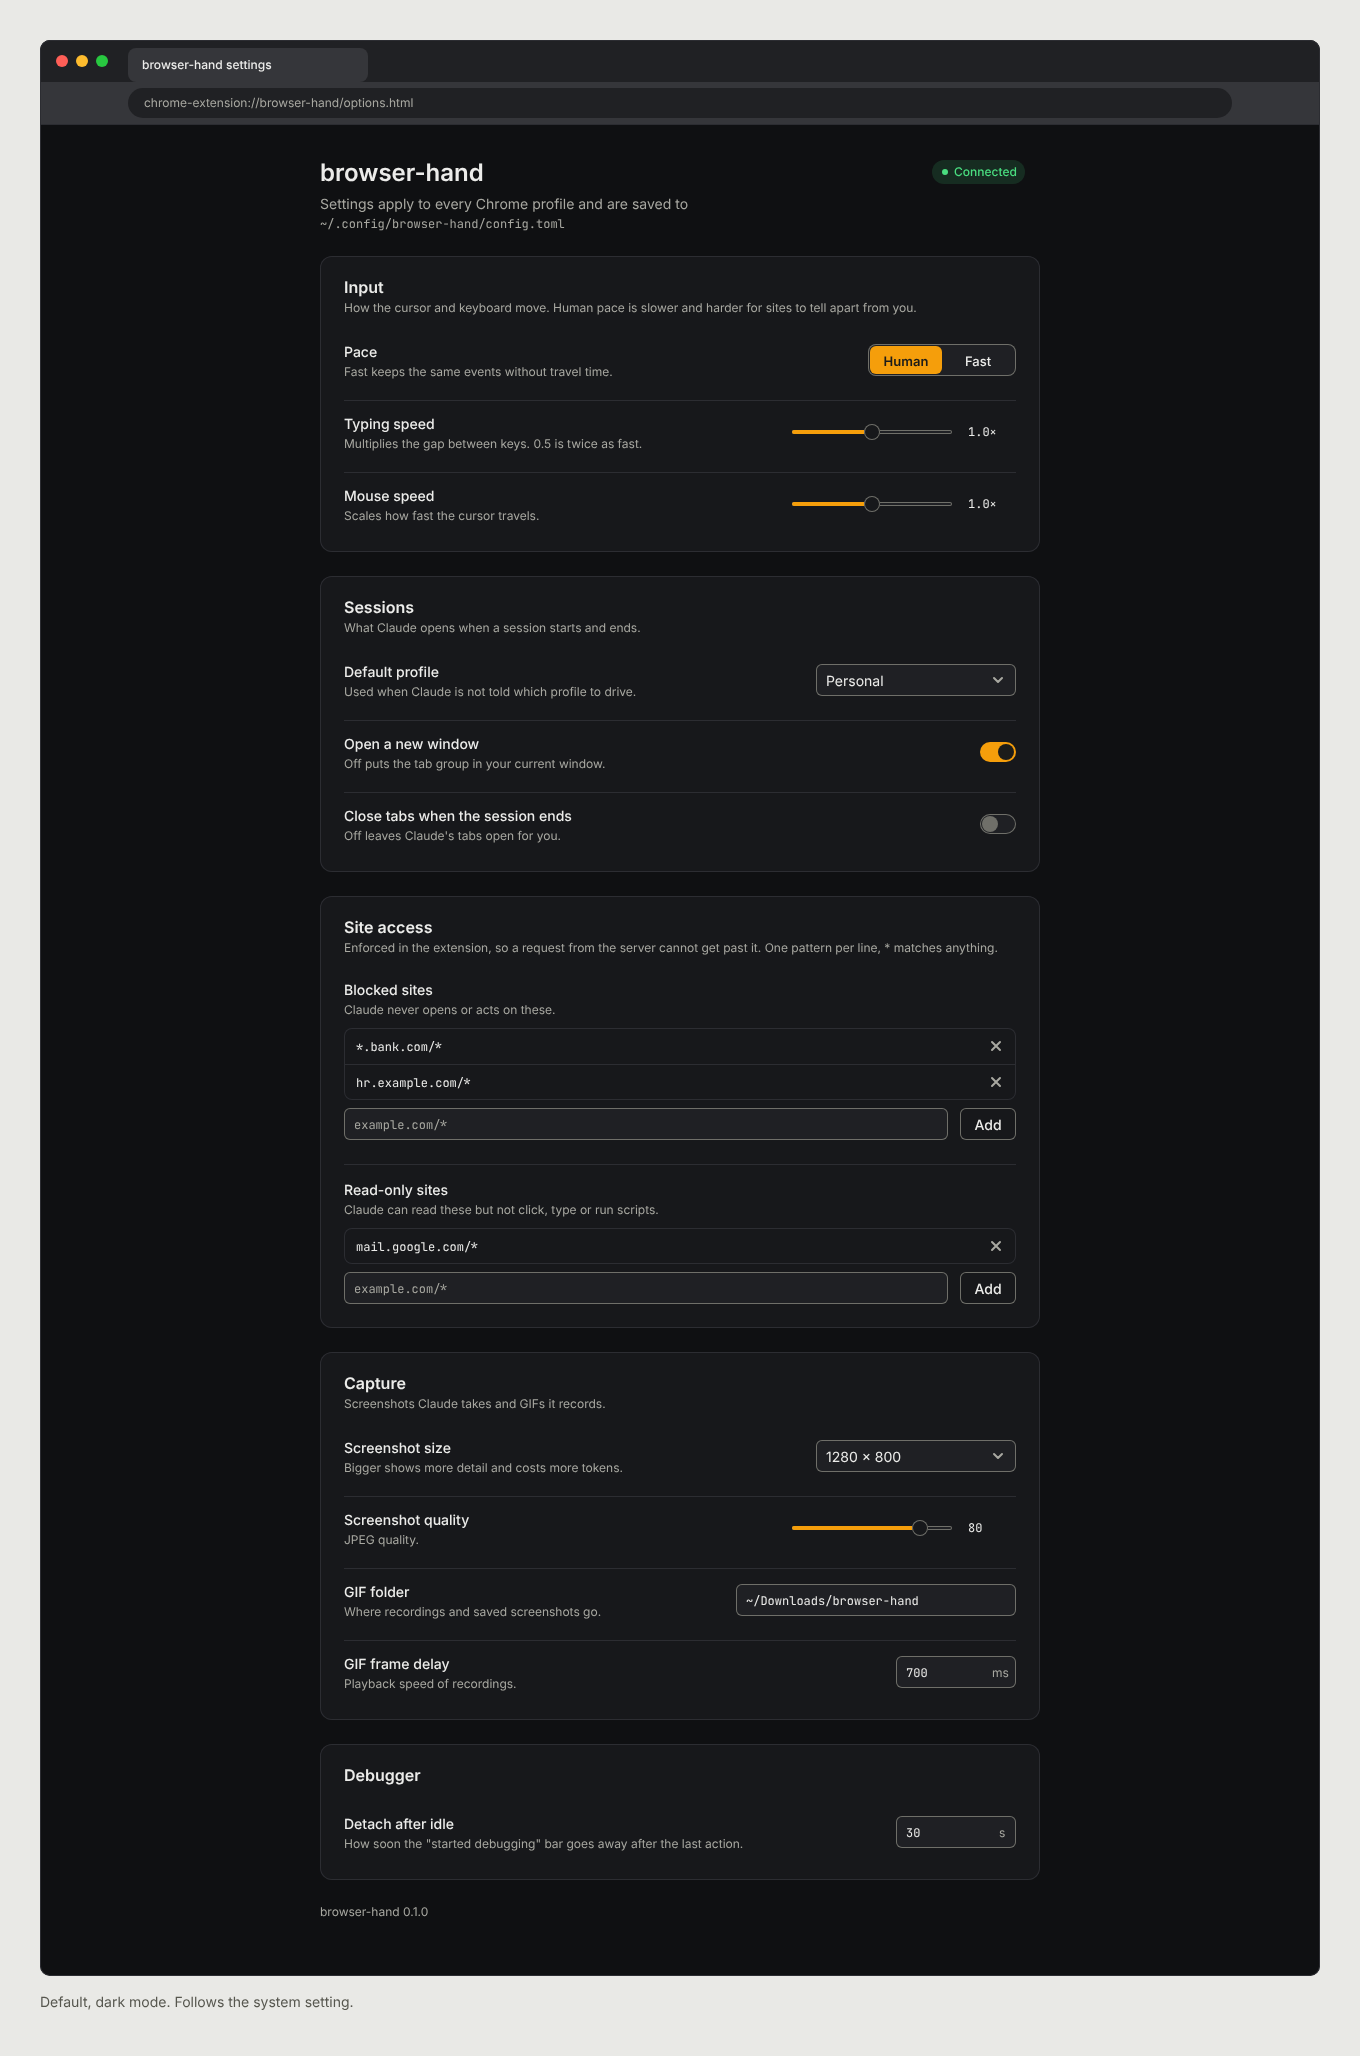 browser-hand settings
chrome-extension://browser-hand/options.html
browser-hand
Connected
Settings apply to every Chrome profile and are saved to
~/.config/browser-hand/config.toml
Input
How the cursor and keyboard move. Human pace is slower and harder for sites to tell apart from you.
Pace
Human
Fast
Fast keeps the same events without travel time.
Typing speed
1.0×
Multiplies the gap between keys. 0.5 is twice as fast.
Mouse speed
1.0×
Scales how fast the cursor travels.
Sessions
What Claude opens when a session starts and ends.
Default profile
Personal
Used when Claude is not told which profile to drive.
Open a new window
Off puts the tab group in your current window.
Close tabs when the session ends
Off leaves Claude's tabs open for you.
Site access
Enforced in the extension, so a request from the server cannot get past it. One pattern per line, * matches anything.
Blocked sites
Claude never opens or acts on these.
*.bank.com/*
hr.example.com/*
example.com/*
Add
Read-only sites
Claude can read these but not click, type or run scripts.
mail.google.com/*
example.com/*
Add
Capture
Screenshots Claude takes and GIFs it records.
Screenshot size
1280 × 800
Bigger shows more detail and costs more tokens.
Screenshot quality
80
JPEG quality.
GIF folder
~/Downloads/browser-hand
Where recordings and saved screenshots go.
GIF frame delay
700 ms
Playback speed of recordings.
Debugger
Detach after idle
30 s
How soon the "started debugging" bar goes away after the last action.
browser-hand 0.1.0
Default, dark mode. Follows the system setting.